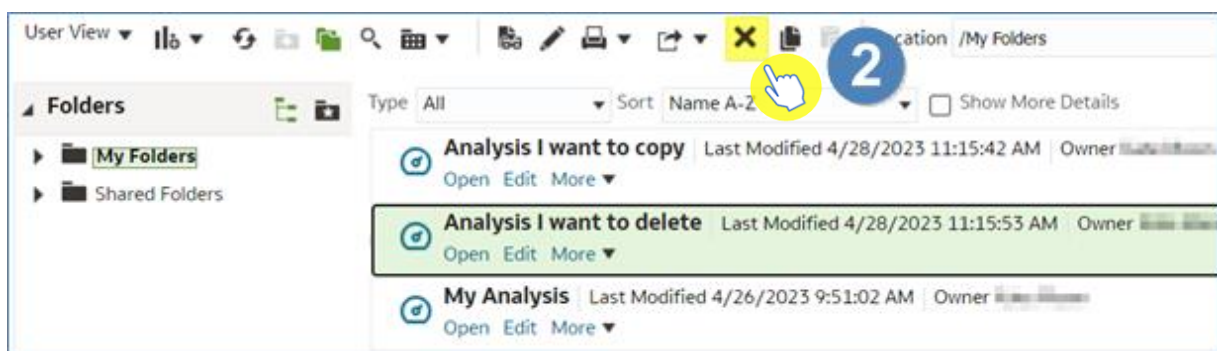 User View
2
cation /My Folders
Folders
Type All Sort Name A-Z Show More Details
My Folders
Shared Folders
Analysis I want to copy Last Modified 4/28/2023 11:15:42 AM Owner
Open Edit More
Analysis I want to delete Last Modified 4/28/2023 11:15:53 AM Owner
Open Edit More
My Analysis Last Modified 4/26/2023 9:51:02 AM Owner
Open Edit More